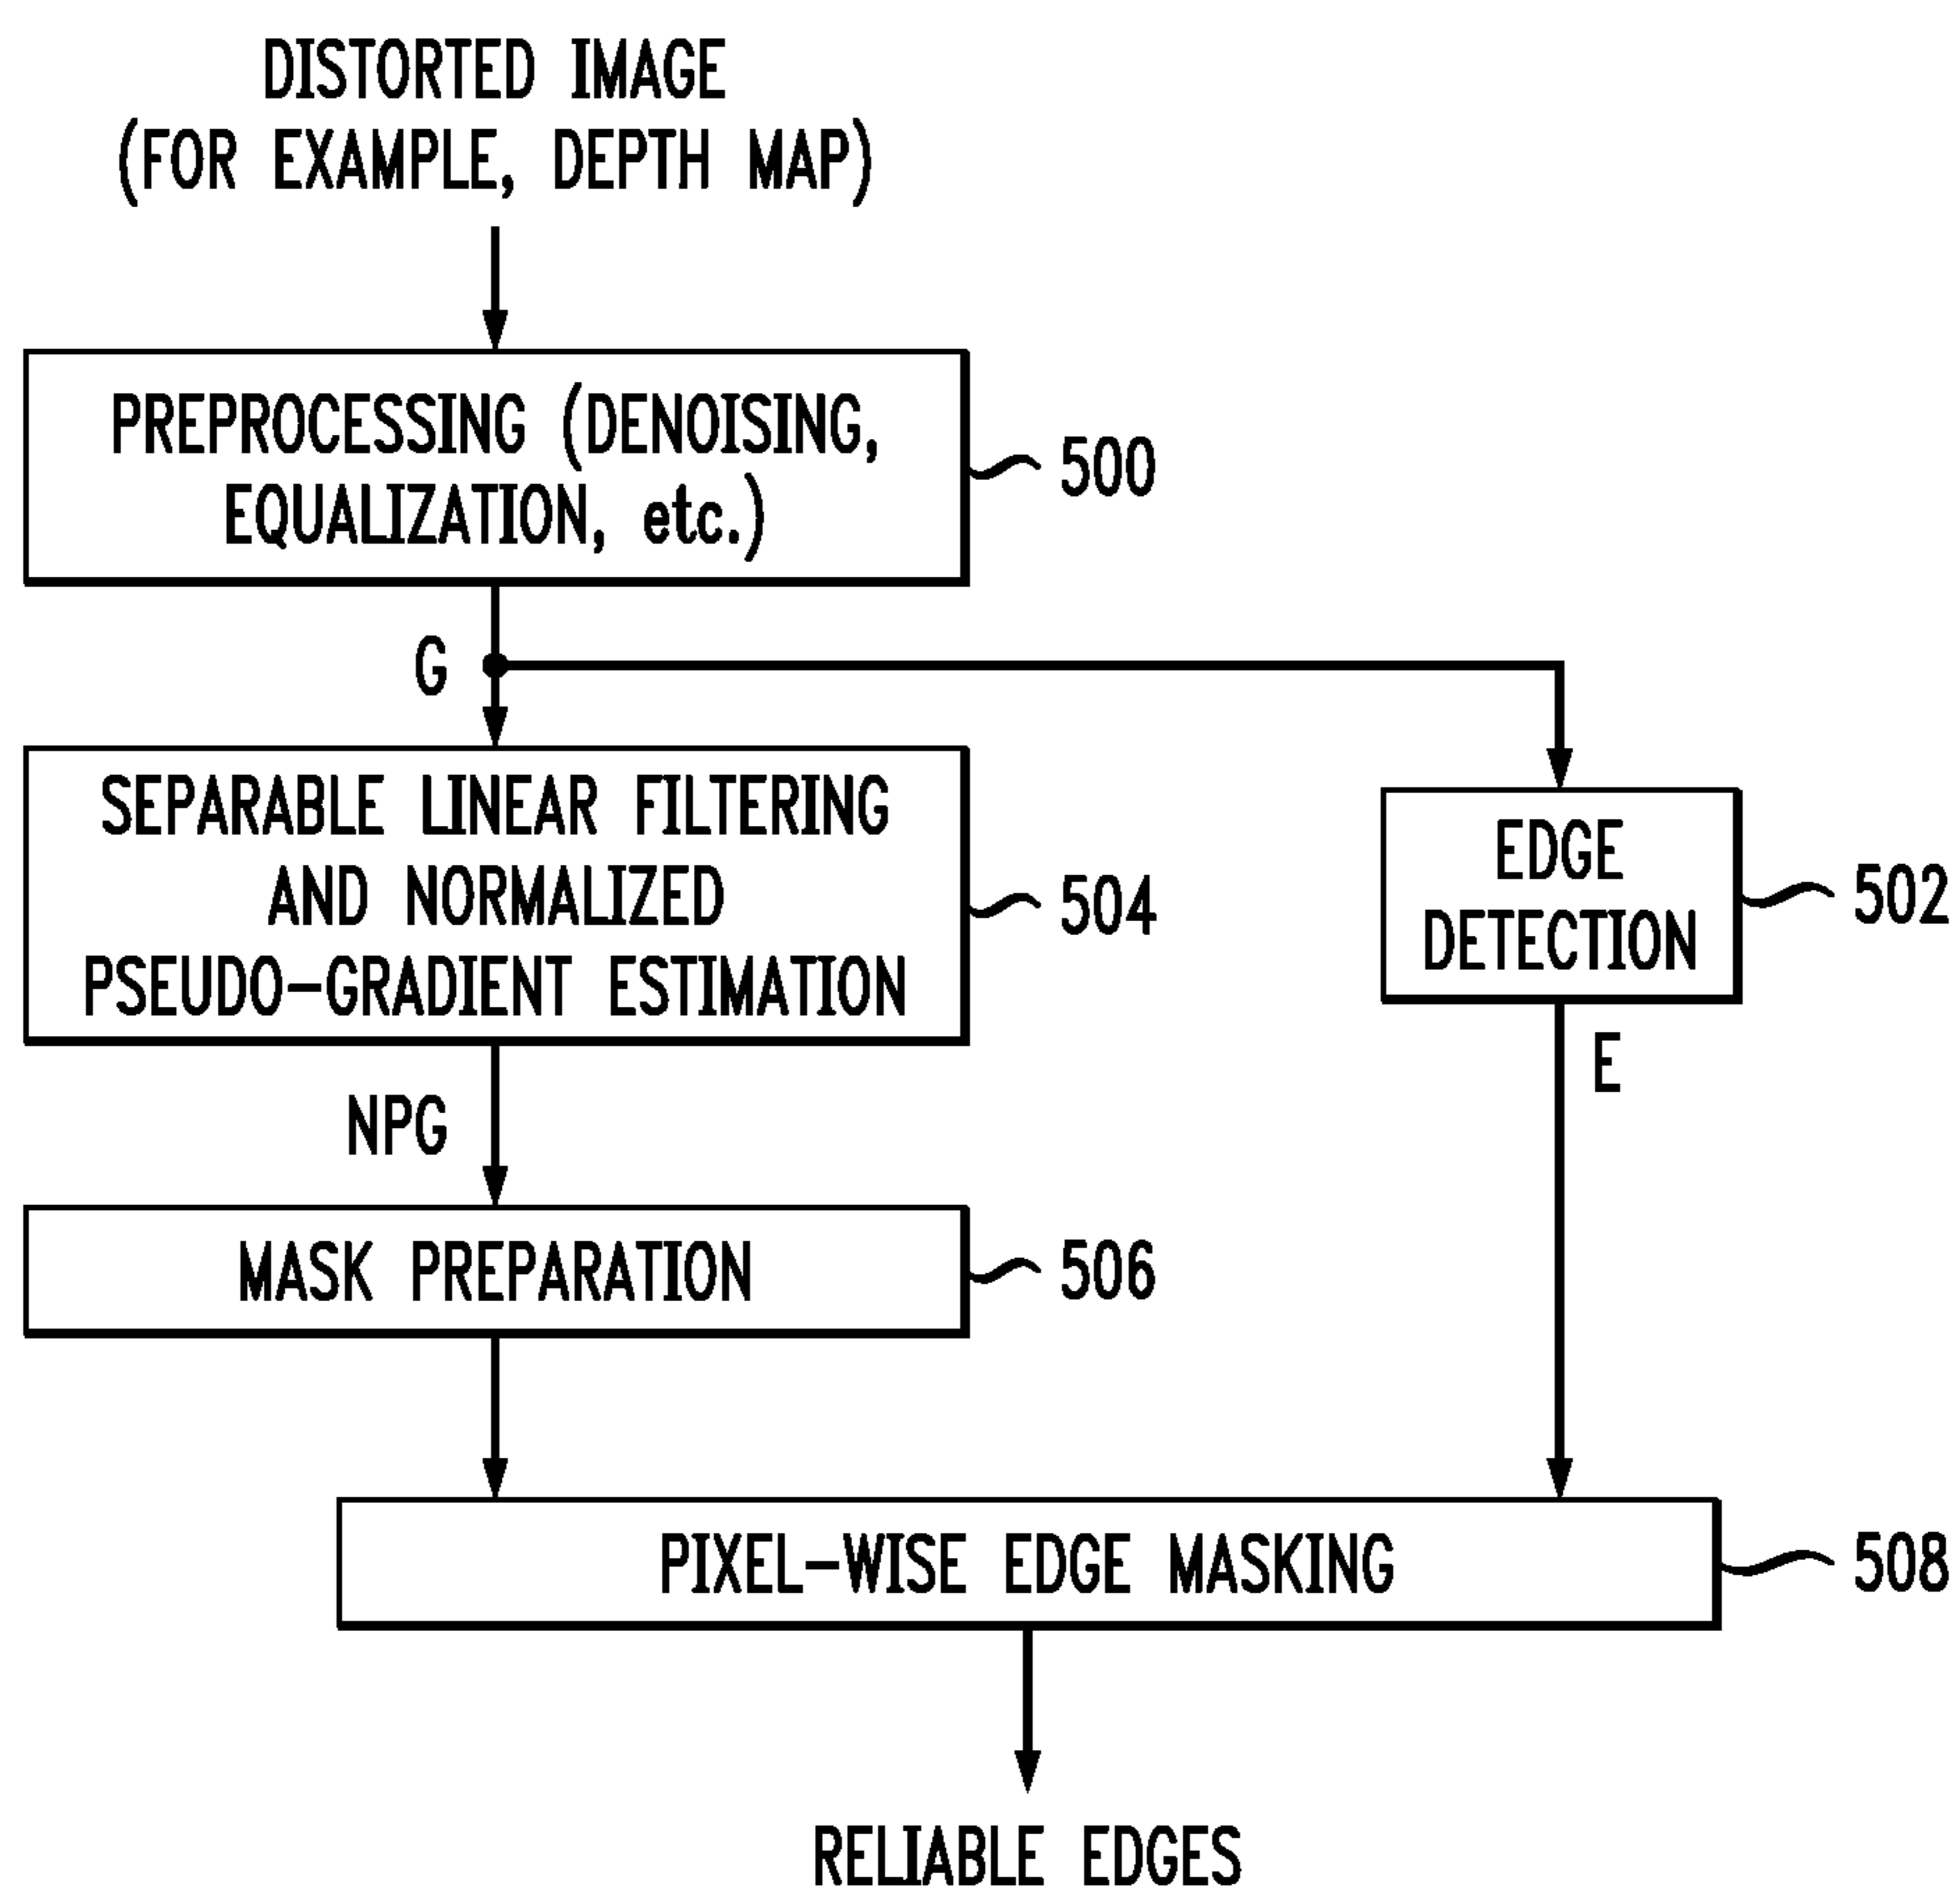 DISTORTED IMAGE
(FOR EXAMPLE, DEPTH MAP)
PREPROCESSING (DENOISING,
EQUALIZATION, etc.)
500
G
SEPARABLE LINEAR FILTERING
AND NORMALIZED
PSEUDO-GRADIENT ESTIMATION
504
EDGE
DETECTION
502
E
NPG
MASK PREPARATION
506
PIXEL-WISE EDGE MASKING
508
RELIABLE EDGES